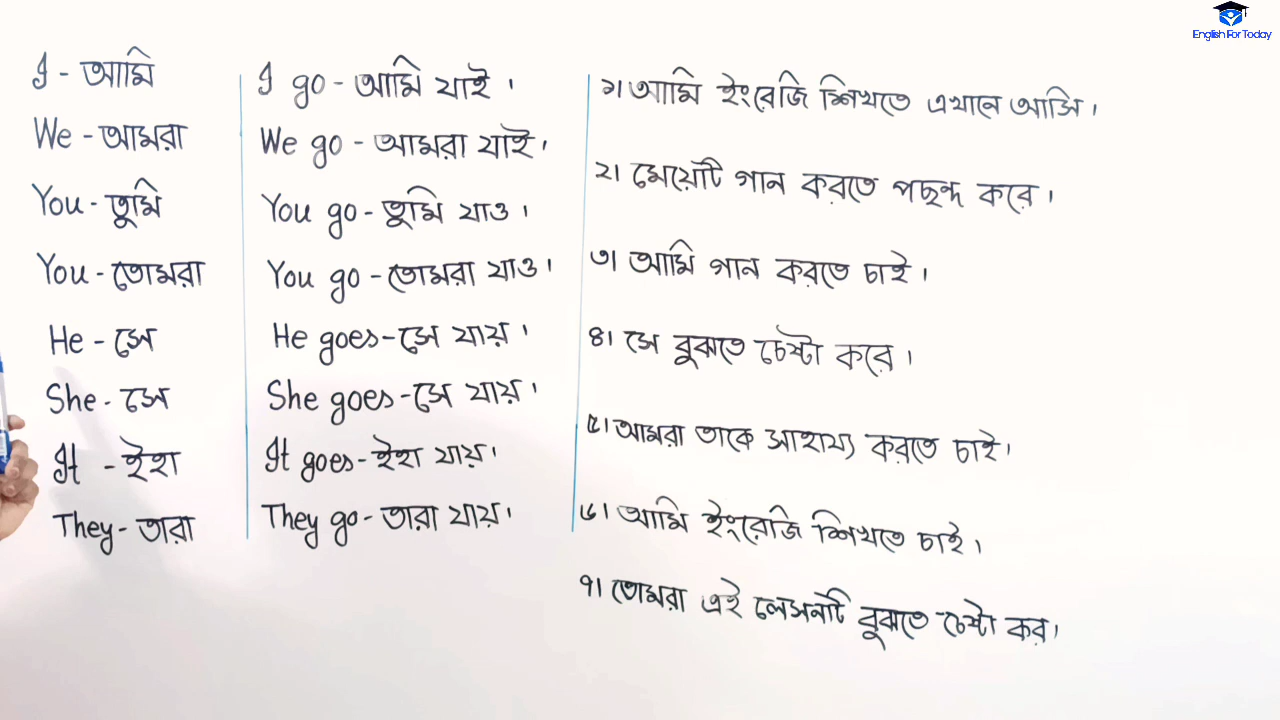 English For Today
I - আমি
We - আমরা
You - তুমি
You - তোমরা
He - সে
She - সে
It - ইহা
They - তারা
I go - আমি যাই।
We go - আমরা যাই।
You go - তুমি যাও।
You go - তোমরা যাও।
He goes - সে যায়।
She goes - সে যায়।
It goes - ইহা যায়।
They go - তারা যায়।
১। আমি ইংরেজি শিখতে এখানে আসি।
২। মেয়েটি গান করতে পছন্দ করে।
৩। আমি গান করতে চাই।
৪। সে বুঝতে চেষ্টা করে।
৫। আমরা তাকে সাহায্য করতে চাই।
৬। আমি ইংরেজি শিখতে চাই।
৭। তোমরা এই লেসনটি বুঝতে চেষ্টা কর।